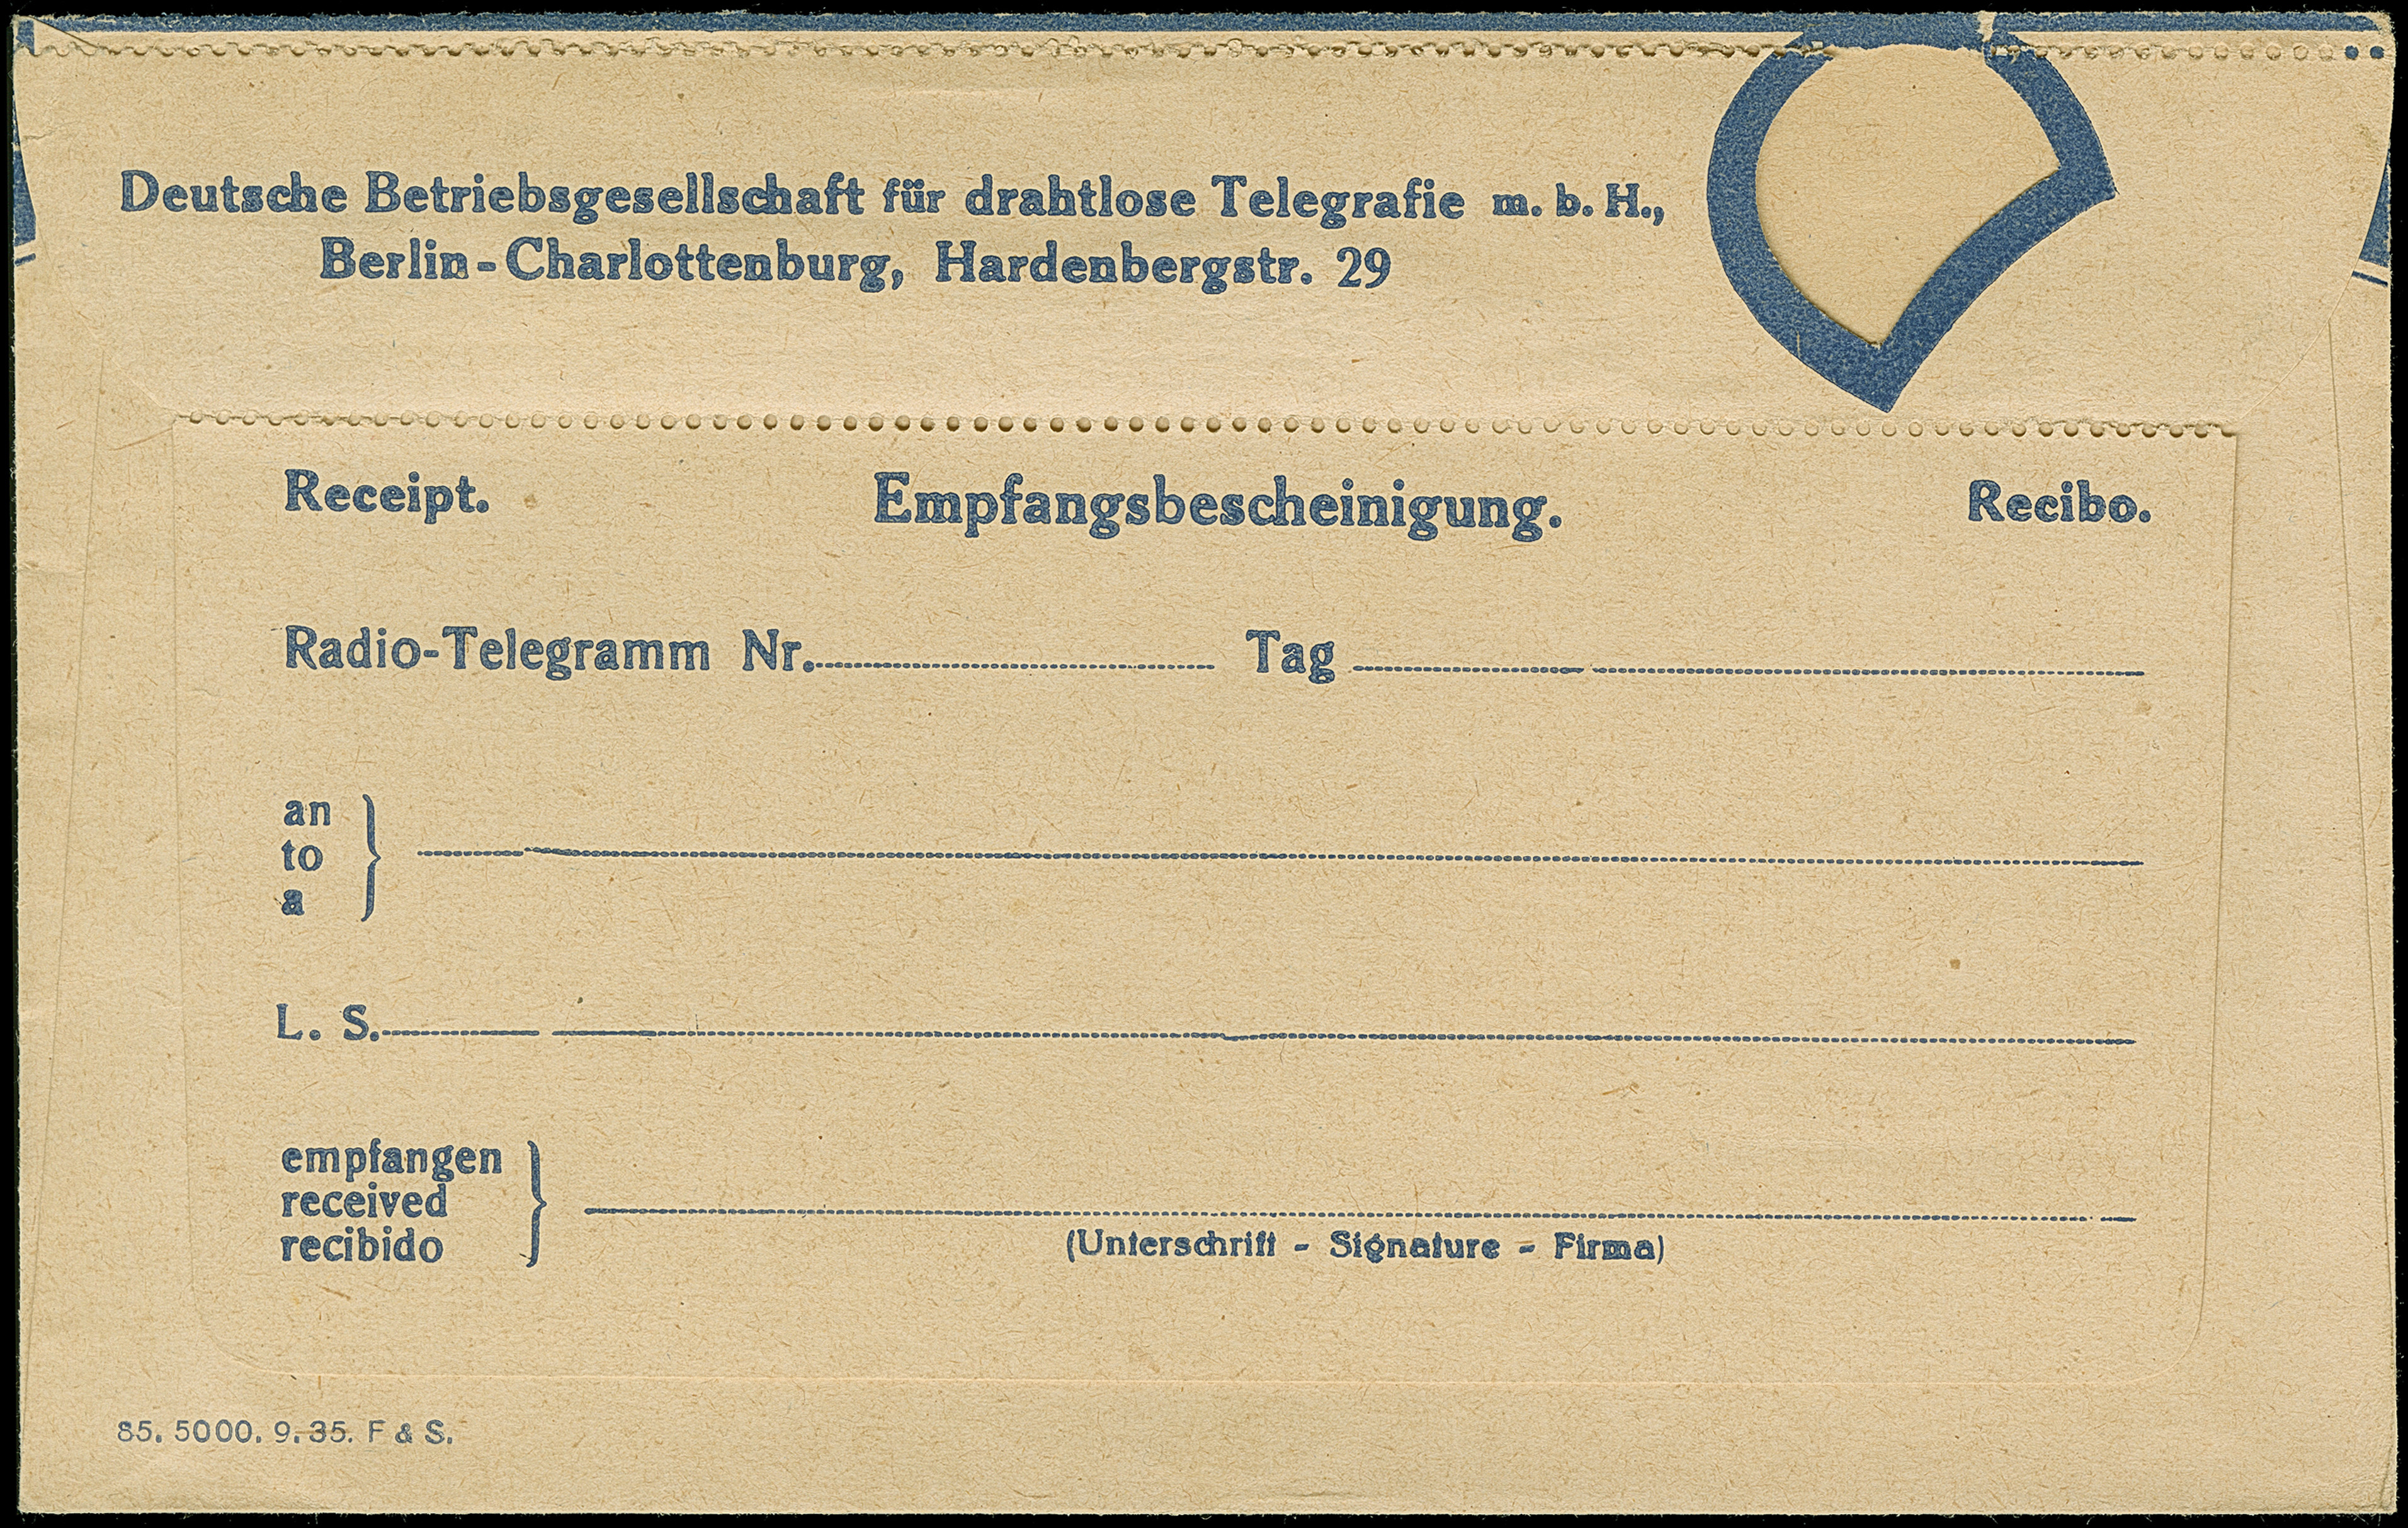 Deutsche Betriebsgesellschaft für drahtlose Telegrafie m. b. H.,
Berlin-Charlottenburg, Hardenbergstr. 29
Receipt. Empfangsbescheinigung. Recibo.
Radio-Telegramm Nr. Tag
an
to
a
L. S.
empfangen
received
recibido
(Unterschrift - Signature - Firma)
85. 5000. 9. 35. F & S.